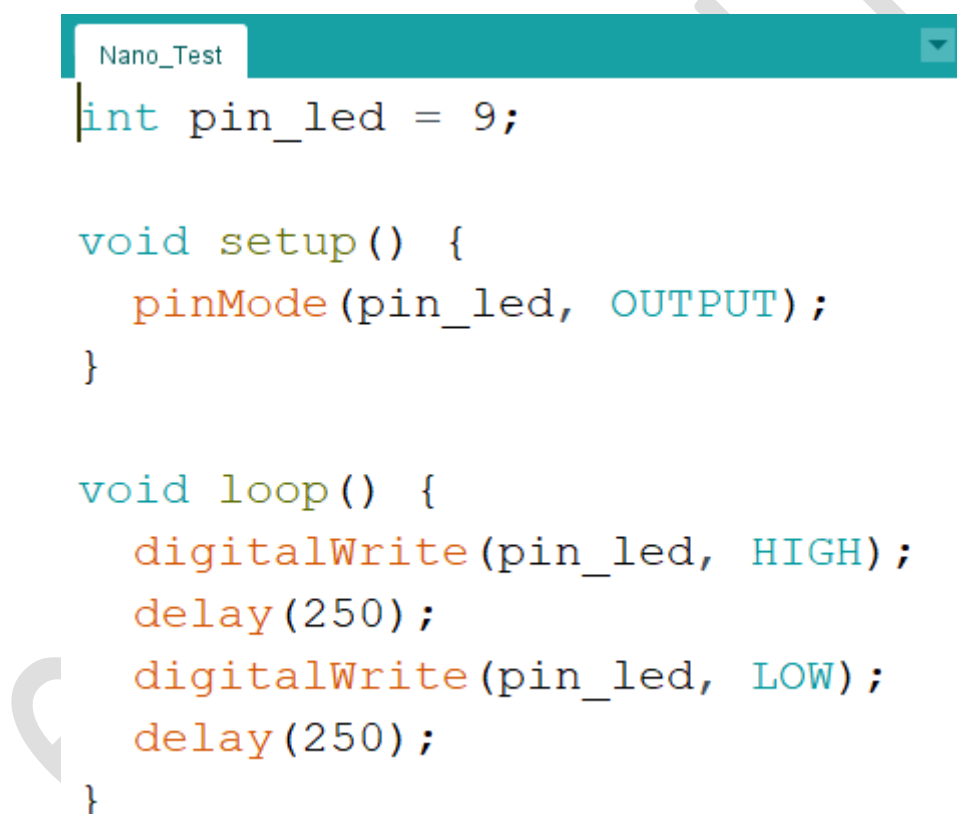 Nano_Test
int pin_led = 9;
void setup() {
pinMode(pin_led, OUTPUT);
}
void loop() {
digitalWrite(pin_led, HIGH);
delay(250);
digitalWrite(pin_led, LOW);
delay(250);
}